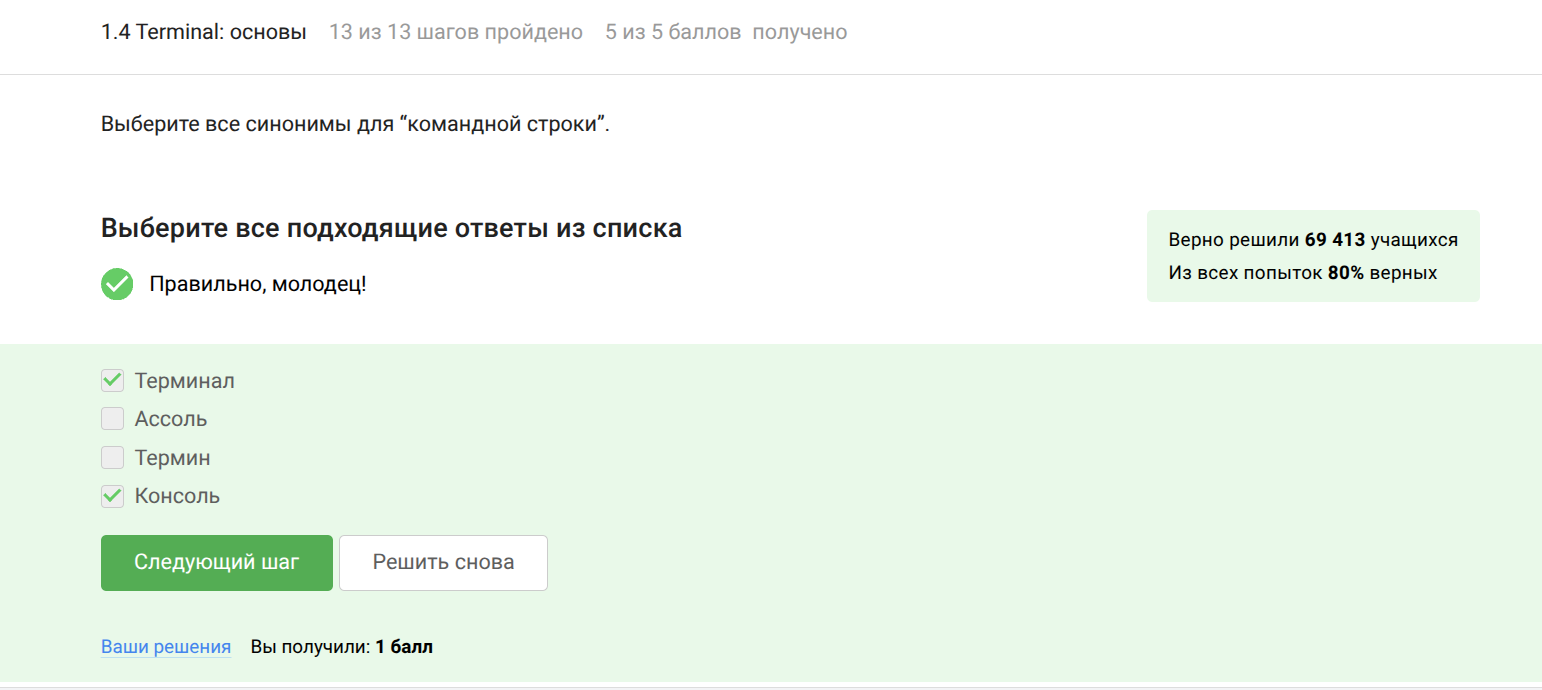 1.4 Terminal: основы 13 из 13 шагов пройдено 5 из 5 баллов получено
Выберите все синонимы для “командной строки”.
Выберите все подходящие ответы из списка
Правильно, молодец!
Верно решили 69 413 учащихся
Из всех попыток 80% верных
Терминал
Ассоль
Термин
Консоль
Следующий шаг Решить снова
Ваши решения Вы получили: 1 балл